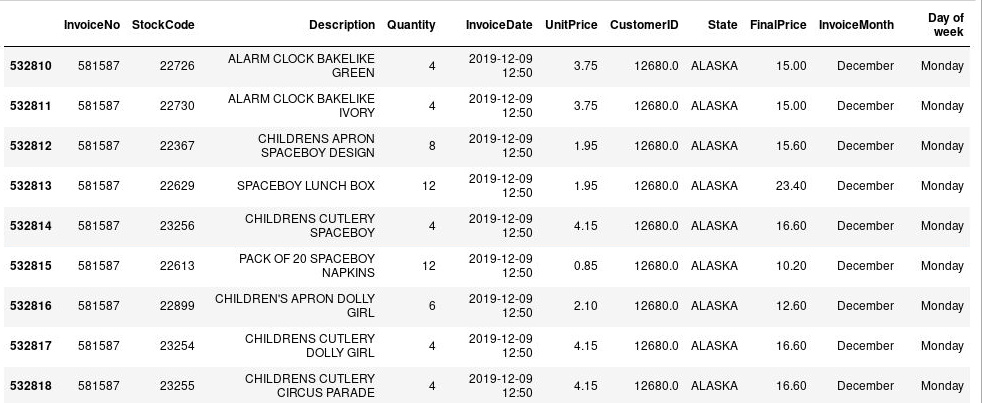 InvoiceNo StockCode Description Quantity InvoiceDate UnitPrice CustomerID State FinalPrice InvoiceMonth Day of
week
532810 581587 22726 ALARM CLOCK BAKELIKE
GREEN 4 2019-12-09
12:50 3.75 12680.0 ALASKA 15.00 December Monday
532811 581587 22730 ALARM CLOCK BAKELIKE
IVORY 4 2019-12-09
12:50 3.75 12680.0 ALASKA 15.00 December Monday
532812 581587 22367 CHILDRENS APRON
SPACEBOY DESIGN 8 2019-12-09
12:50 1.95 12680.0 ALASKA 15.60 December Monday
532813 581587 22629 SPACEBOY LUNCH BOX 12 2019-12-09
12:50 1.95 12680.0 ALASKA 23.40 December Monday
532814 581587 23256 CHILDRENS CUTLERY
SPACEBOY 4 2019-12-09
12:50 4.15 12680.0 ALASKA 16.60 December Monday
532815 581587 22613 PACK OF 20 SPACEBOY
NAPKINS 12 2019-12-09
12:50 0.85 12680.0 ALASKA 10.20 December Monday
532816 581587 22899 CHILDREN'S APRON DOLLY
GIRL 6 2019-12-09
12:50 2.10 12680.0 ALASKA 12.60 December Monday
532817 581587 23254 CHILDRENS CUTLERY
DOLLY GIRL 4 2019-12-09
12:50 4.15 12680.0 ALASKA 16.60 December Monday
532818 581587 23255 CHILDRENS CUTLERY
CIRCUS PARADE 4 2019-12-09
12:50 4.15 12680.0 ALASKA 16.60 December Monday